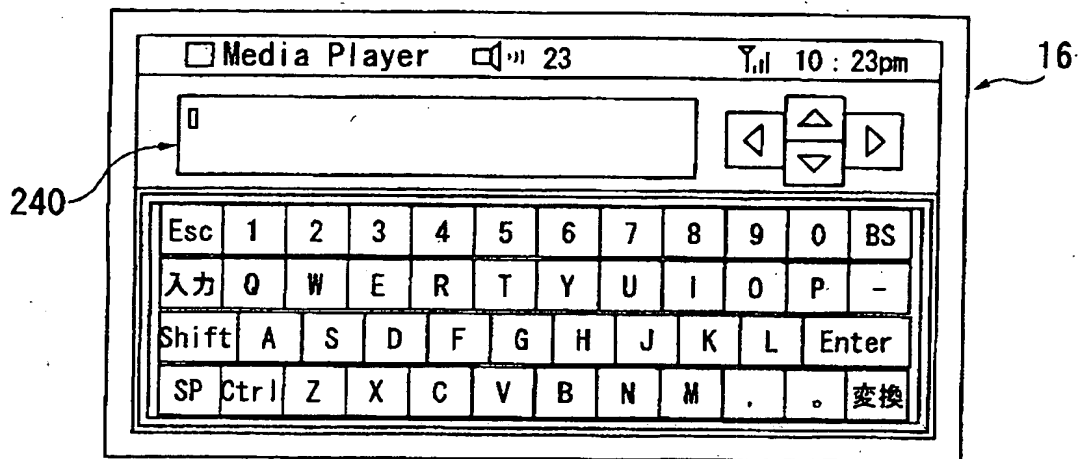 Media Player 23 10：23pm
16
240
Esc 1 2 3 4 5 6 7 8 9 0 BS
入力 Q W E R T Y U I O P -
Shift A S D F G H J K L Enter
SP Ctrl Z X C V B N M . 。 変換